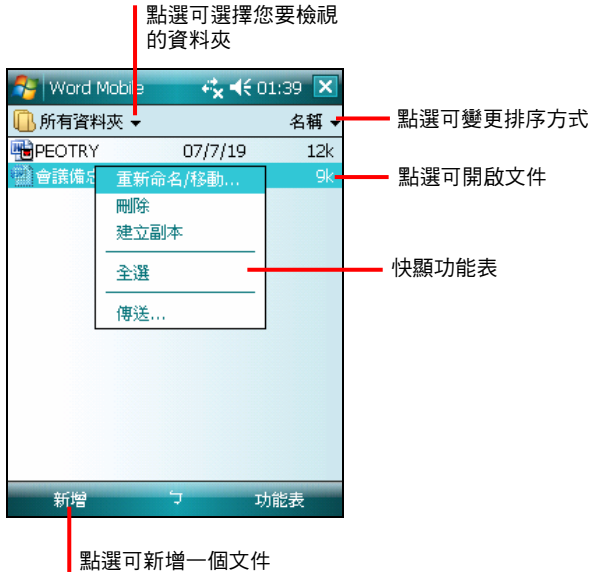 點選可選擇您要檢視
的資料夾
Word Mobile 01:39
所有資料夾 名稱
點選可變更排序方式
PEOTRY 07/7/19 12k
會議備忘 9k
點選可開啟文件
重新命名/移動...
刪除
建立副本
全選
快顯功能表
傳送...
新增 ㄅ 功能表
點選可新增一個文件